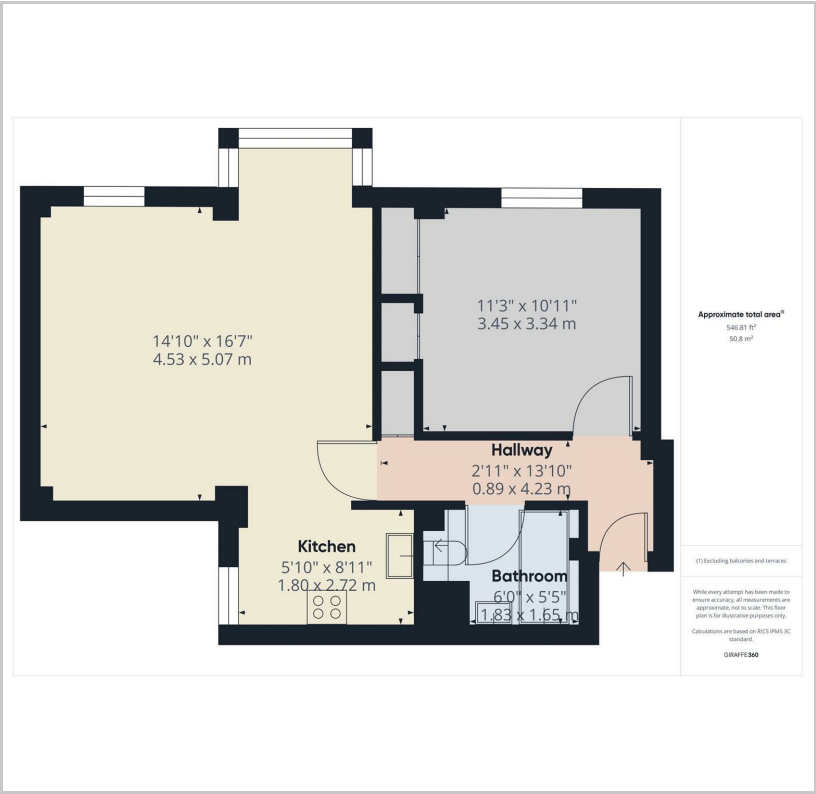 14'10" x 16'7"
4.53 x 5.07 m
11'3" x 10'11"
3.45 x 3.34 m
Hallway
2'11" x 13'10"
0.89 x 4.23 m
Kitchen
5'10" x 8'11"
1.80 x 2.72 m
Bathroom
6'0" x 5'5"
1.83 x 1.65 m
Approximate total area(1)
546.81 ft²
50.8 m²
(1) Excluding balconies and terraces
While every attempt has been made to
ensure accuracy, all measurements are
approximate, not to scale. This floor
plan is for illustrative purposes only.
Calculations are based on RICS IPMS 3C
standard.
GIRAFFE360